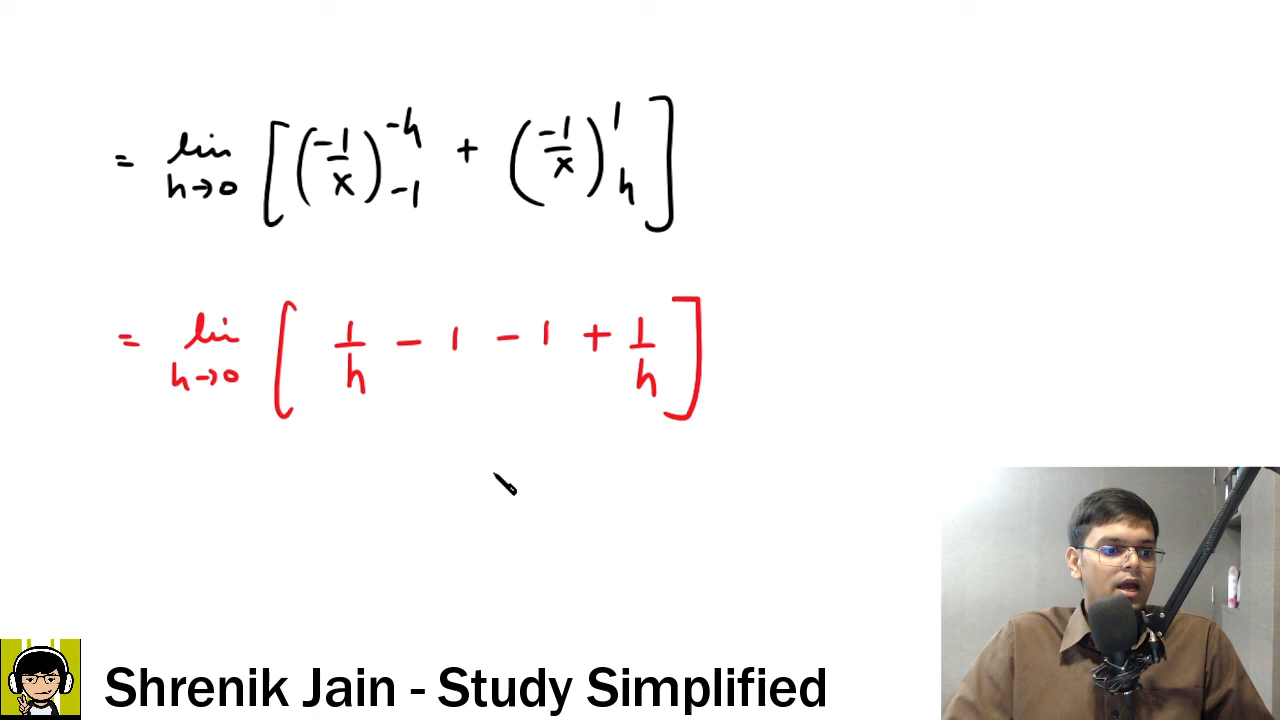 = lim h→0 [ (-1/x)_{-1}^{-h} + (-1/x)_{h}^{1} ]
= lim h→0 [ 1/h - 1 - 1 + 1/h ]
Shrenik Jain - Study Simplified